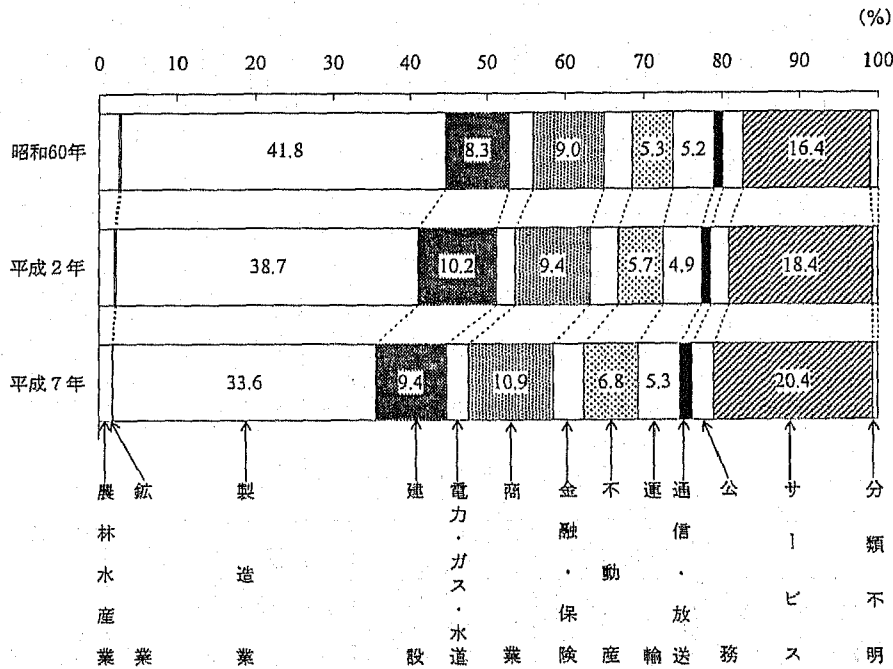 (%)
0 10 20 30 40 50 60 70 80 90 100
昭和60年 41.8 8.3 9.0 5.3 5.2 16.4
平成2年 38.7 10.2 9.4 5.7 4.9 18.4
平成7年 33.6 9.4 10.9 6.8 5.3 20.4
農林水産業
鉱業
製造業
建設
電力・ガス・水道
商業
金融・保険
不動産
運輸
通信・放送
公務
サービス
分類不明